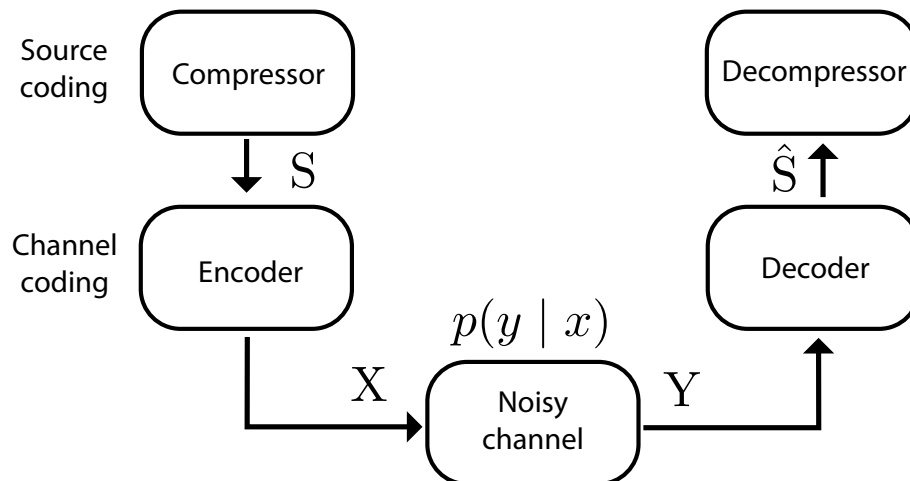 Source
coding
Compressor
Decompressor
S
Ŝ
Channel
coding
Encoder
Decoder
p(y | x)
X
Noisy
channel
Y